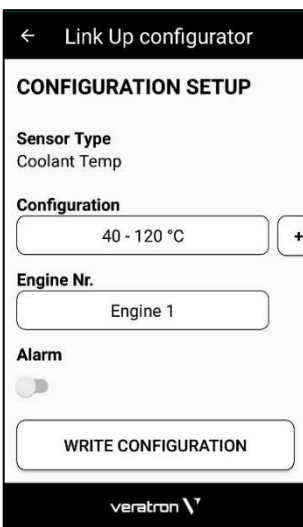 ← Link Up configurator
CONFIGURATION SETUP
Sensor Type
Coolant Temp
Configuration
40 - 120 °C +
Engine Nr.
Engine 1
Alarm
WRITE CONFIGURATION
veratron